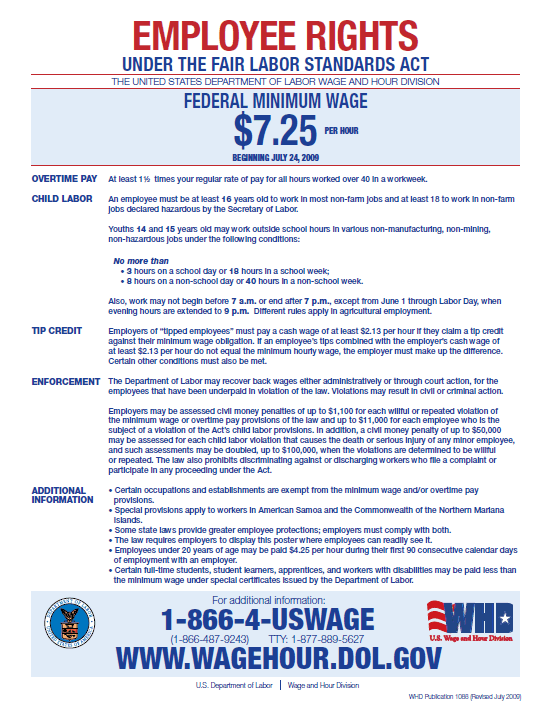 EMPLOYEE RIGHTS
UNDER THE FAIR LABOR STANDARDS ACT
THE UNITED STATES DEPARTMENT OF LABOR WAGE AND HOUR DIVISION
FEDERAL MINIMUM WAGE
$7.25 PER HOUR
BEGINNING JULY 24, 2009
OVERTIME PAY At least 1½ times your regular rate of pay for all hours worked over 40 in a workweek.
CHILD LABOR An employee must be at least 16 years old to work in most non-farm jobs and at least 18 to work in non-farm
jobs declared hazardous by the Secretary of Labor.
Youths 14 and 15 years old may work outside school hours in various non-manufacturing, non-mining,
non-hazardous jobs under the following conditions:
No more than
• 3 hours on a school day or 18 hours in a school week;
• 8 hours on a non-school day or 40 hours in a non-school week.
Also, work may not begin before 7 a.m. or end after 7 p.m., except from June 1 through Labor Day, when
evening hours are extended to 9 p.m. Different rules apply in agricultural employment.
TIP CREDIT Employers of “tipped employees” must pay a cash wage of at least $2.13 per hour if they claim a tip credit
against their minimum wage obligation. If an employee's tips combined with the employer's cash wage of
at least $2.13 per hour do not equal the minimum hourly wage, the employer must make up the difference.
Certain other conditions must also be met.
ENFORCEMENT The Department of Labor may recover back wages either administratively or through court action, for the
employees that have been underpaid in violation of the law. Violations may result in civil or criminal action.
Employers may be assessed civil money penalties of up to $1,100 for each willful or repeated violation of
the minimum wage or overtime pay provisions of the law and up to $11,000 for each employee who is the
subject of a violation of the Act's child labor provisions. In addition, a civil money penalty of up to $50,000
may be assessed for each child labor violation that causes the death or serious injury of any minor employee,
and such assessments may be doubled, up to $100,000, when the violations are determined to be willful
or repeated. The law also prohibits discriminating against or discharging workers who file a complaint or
participate in any proceeding under the Act.
ADDITIONAL
INFORMATION
• Certain occupations and establishments are exempt from the minimum wage and/or overtime pay
provisions.
• Special provisions apply to workers in American Samoa and the Commonwealth of the Northern Mariana
Islands.
• Some state laws provide greater employee protections; employers must comply with both.
• The law requires employers to display this poster where employees can readily see it.
• Employees under 20 years of age may be paid $4.25 per hour during their first 90 consecutive calendar days
of employment with an employer.
• Certain full-time students, student learners, apprentices, and workers with disabilities may be paid less than
the minimum wage under special certificates issued by the Department of Labor.
For additional information:
1-866-4-USWAGE
(1-866-487-9243) TTY: 1-877-889-5627
WWW.WAGEHOUR.DOL.GOV
WHD
U.S. Wage and Hour Division
U.S. Department of Labor | Wage and Hour Division
WHD Publication 1088 (Revised July 2009)